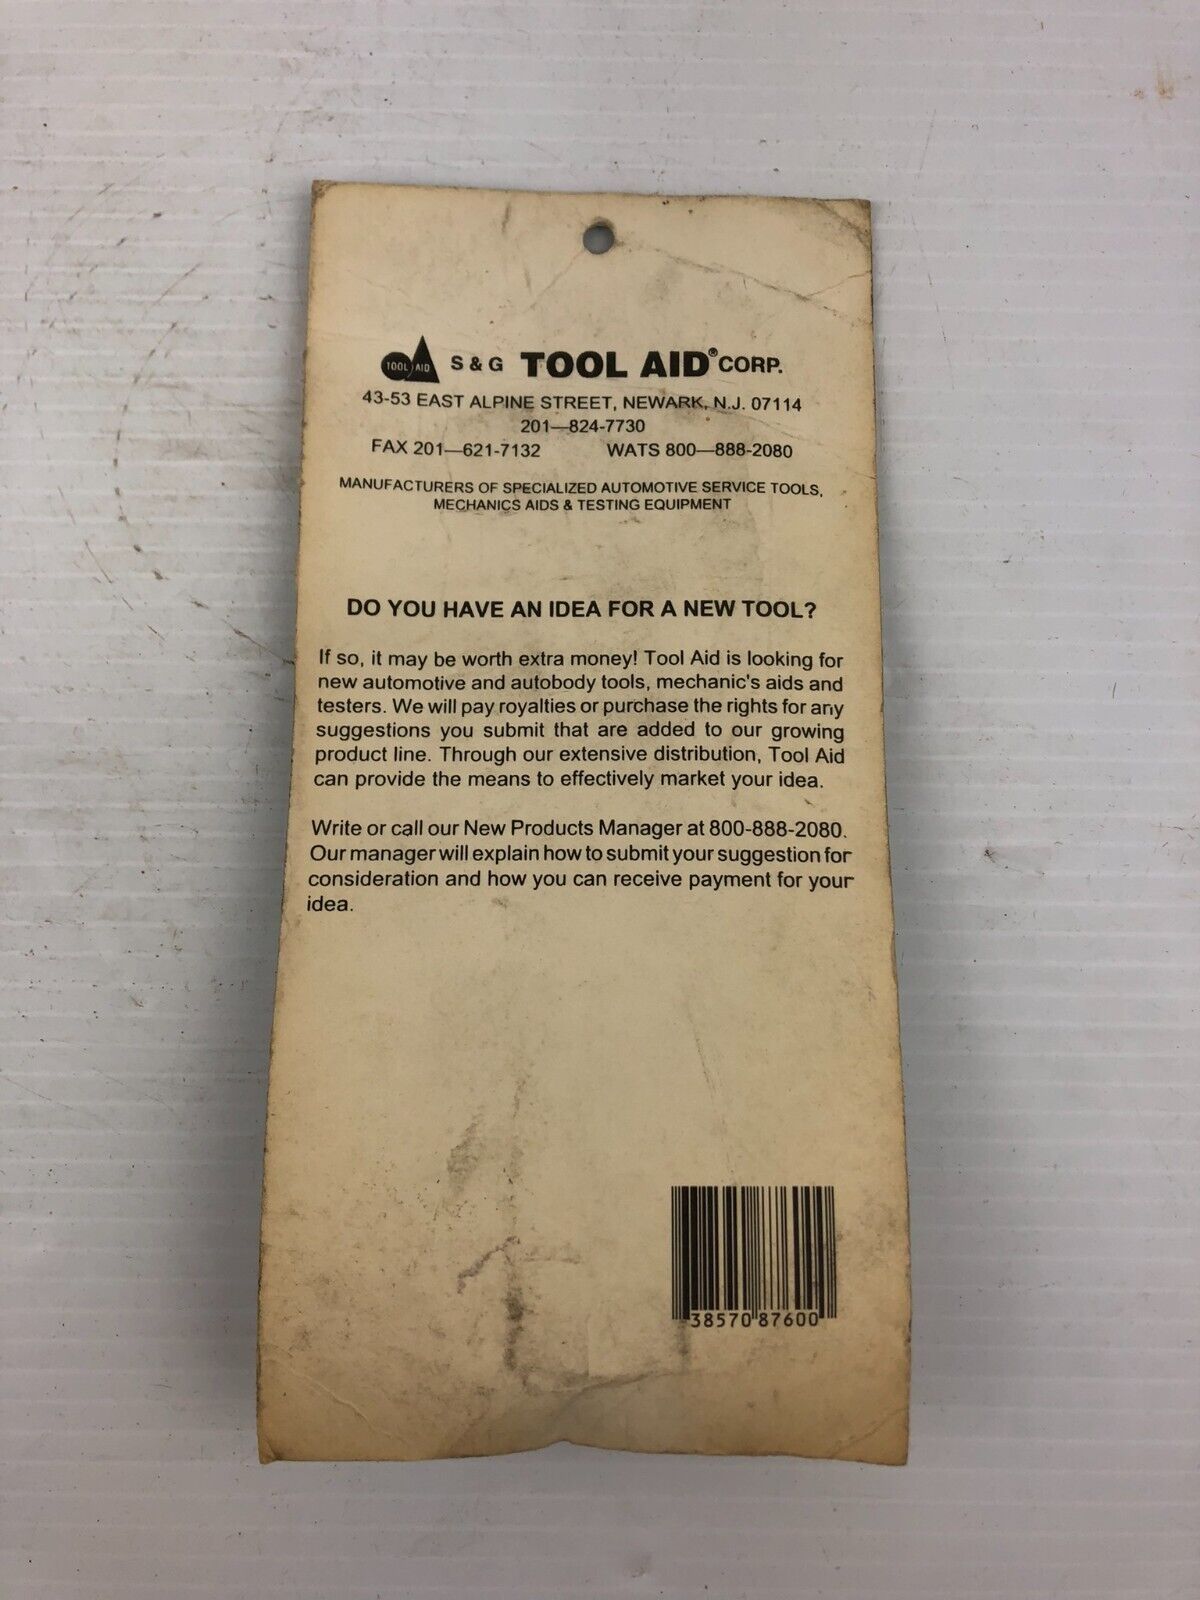 TOOL AID S & G TOOL AID® CORP.
43-53 EAST ALPINE STREET, NEWARK, N.J. 07114
201—824-7730
FAX 201—621-7132 WATS 800—888-2080
MANUFACTURERS OF SPECIALIZED AUTOMOTIVE SERVICE TOOLS,
MECHANICS AIDS & TESTING EQUIPMENT
DO YOU HAVE AN IDEA FOR A NEW TOOL?
If so, it may be worth extra money! Tool Aid is looking for
new automotive and autobody tools, mechanic's aids and
testers. We will pay royalties or purchase the rights for any
suggestions you submit that are added to our growing
product line. Through our extensive distribution, Tool Aid
can provide the means to effectively market your idea.
Write or call our New Products Manager at 800-888-2080.
Our manager will explain how to submit your suggestion for
consideration and how you can receive payment for your
idea.
38570 87600